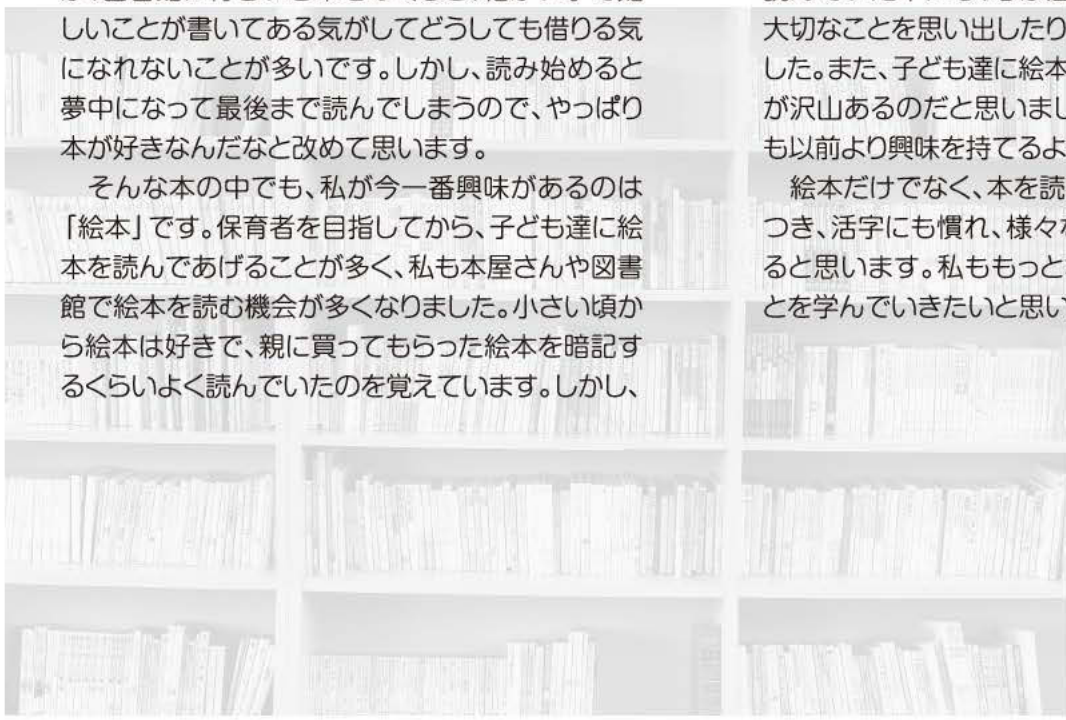 しいことが書いてある気がしてどうしても借りる気
になれないことが多いです。しかし、読み始めると
夢中になって最後まで読んでしまうので、やっぱり
本が好きなんだなと改めて思います。
そんな本の中でも、私が今一番興味があるのは
「絵本」です。保育者を目指してから、子ども達に絵
本を読んであげることが多く、私も本屋さんや図書
館で絵本を読む機会が多くなりました。小さい頃か
ら絵本は好きで、親に買ってもらった絵本を暗記す
るくらいよく読んでいたのを覚えています。しかし、
大切なことを思い出したり
した。また、子ども達に絵本
が沢山あるのだと思いまし
も以前より興味を持てるよ
絵本だけでなく、本を読
つき、活字にも慣れ、様々
ると思います。私ももっと
とを学んでいきたいと思い